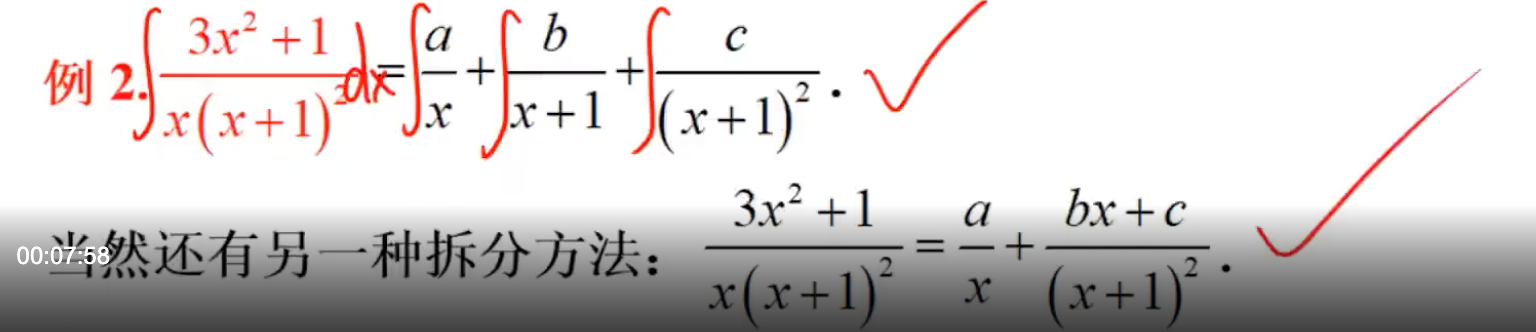 例 2. ∫ (3x² + 1) / (x(x+1)²) dx = ∫ a/x + ∫ b/(x+1) + ∫ c/(x+1)² .
当然还有另一种拆分方法： (3x² + 1) / (x(x+1)²) = a/x + (bx + c)/(x+1)² .
00:07:58